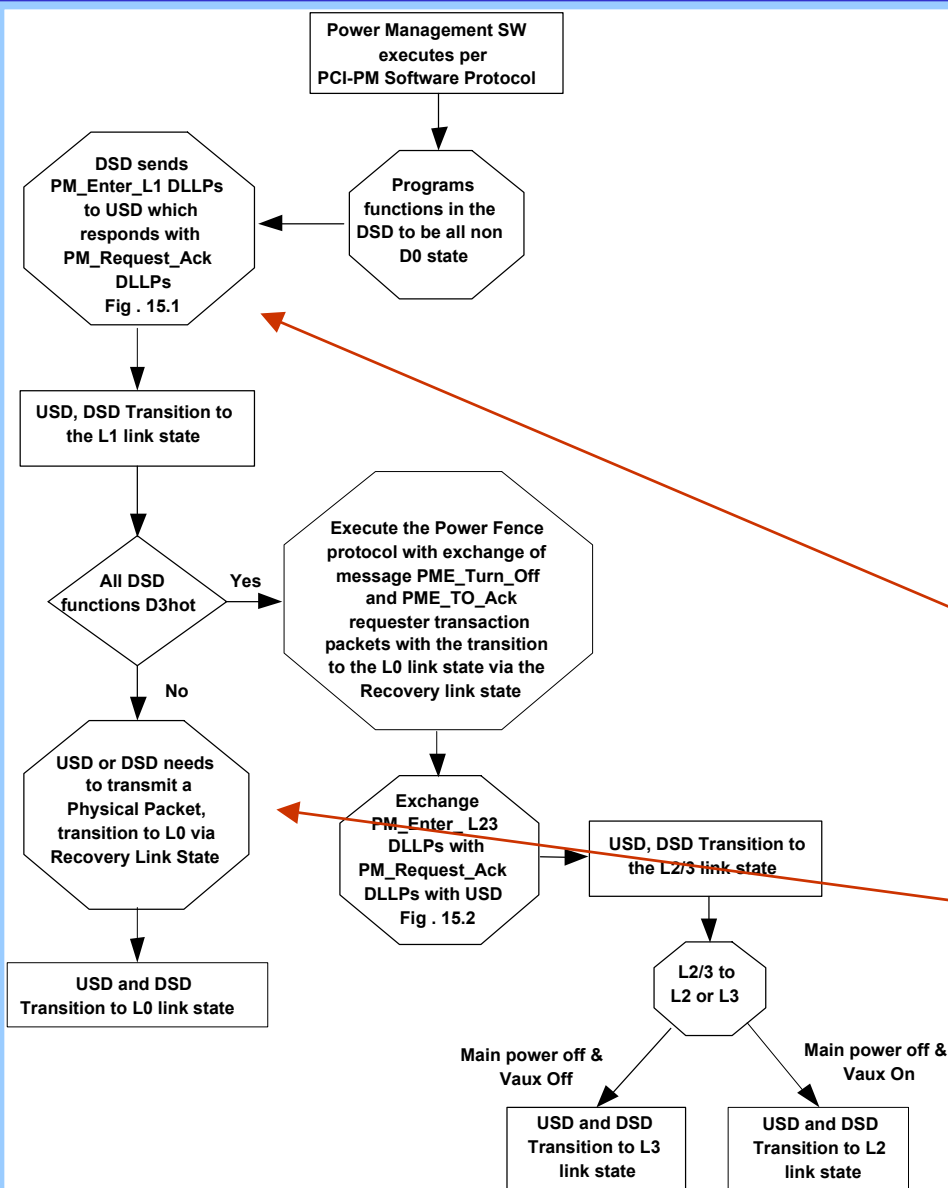 Power Management SW
executes per
PCI-PM Software Protocol
Programs
functions in the
DSD to be all non
D0 state
DSD sends
PM_Enter_L1 DLLPs
to USD which
responds with
PM_Request_Ack
DLLPs
Fig . 15.1
USD, DSD Transition to
the L1 link state
All DSD
functions D3hot
Yes
No
Execute the Power Fence
protocol with exchange of
message PME_Turn_Off
and PME_TO_Ack
requester transaction
packets with the transition
to the L0 link state via the
Recovery link state
USD or DSD needs
to transmit a
Physical Packet,
transition to L0 via
Recovery Link State
USD and DSD
Transition to L0 link state
Exchange
PM_Enter_ L23
DLLPs with
PM_Request_Ack
DLLPs with USD
Fig . 15.2
USD, DSD Transition to
the L2/3 link state
L2/3 to
L2 or L3
Main power off &
Vaux Off
Main power off &
Vaux On
USD and DSD
Transition to L3
link state
USD and DSD
Transition to L2
link state